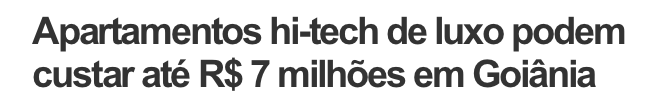 Apartamentos hi-tech de luxo podem
custar até R$ 7 milhões em Goiânia